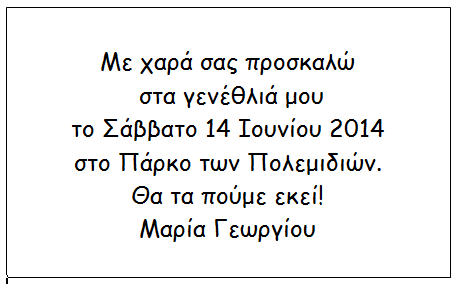 Με χαρά σας προσκαλώ
στα γενέθλιά μου
το Σάββατο 14 Ιουνίου 2014
στο Πάρκο των Πολεμιδιών.
Θα τα πούμε εκεί!
Μαρία Γεωργίου